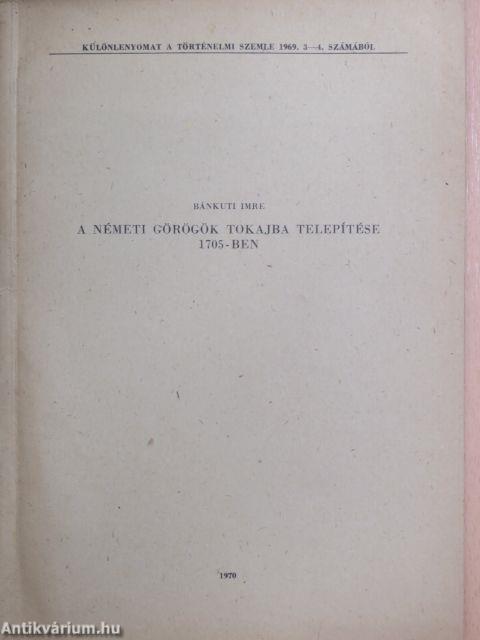 KÜLÖNLENYOMAT A TÖRTÉNELMI SZEMLE 1969. 3—4. SZÁMÁBÓL
BÁNKUTI IMRE
A NÉMETI GÖRÖGÖK TOKAJBA TELEPÍTÉSE
1705-BEN
1970
Antikvárium.hu